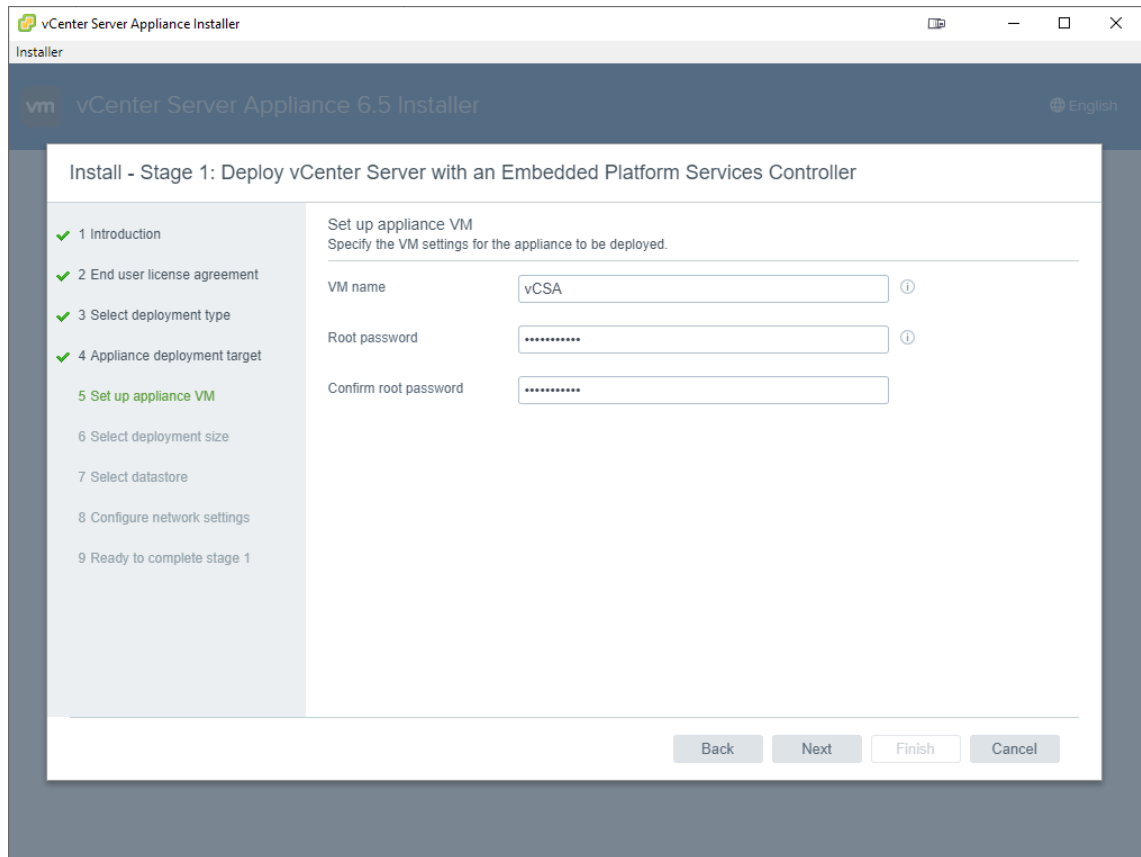 vCenter Server Appliance Installer
Installer
vm vCenter Server Appliance 6.5 Installer English
Install - Stage 1: Deploy vCenter Server with an Embedded Platform Services Controller
1 Introduction
2 End user license agreement
3 Select deployment type
4 Appliance deployment target
5 Set up appliance VM
6 Select deployment size
7 Select datastore
8 Configure network settings
9 Ready to complete stage 1
Set up appliance VM
Specify the VM settings for the appliance to be deployed.
VM name vCSA
Root password •••••••••••
Confirm root password •••••••••••
Back Next Finish Cancel